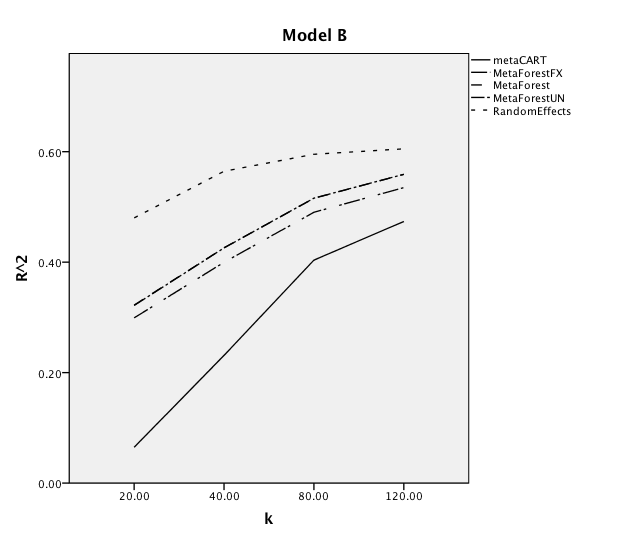 Model B
metaCART
MetaForestFX
MetaForest
MetaForestUN
RandomEffects
R^2
0.60
0.40
0.20
0.00
20.00 40.00 80.00 120.00
k